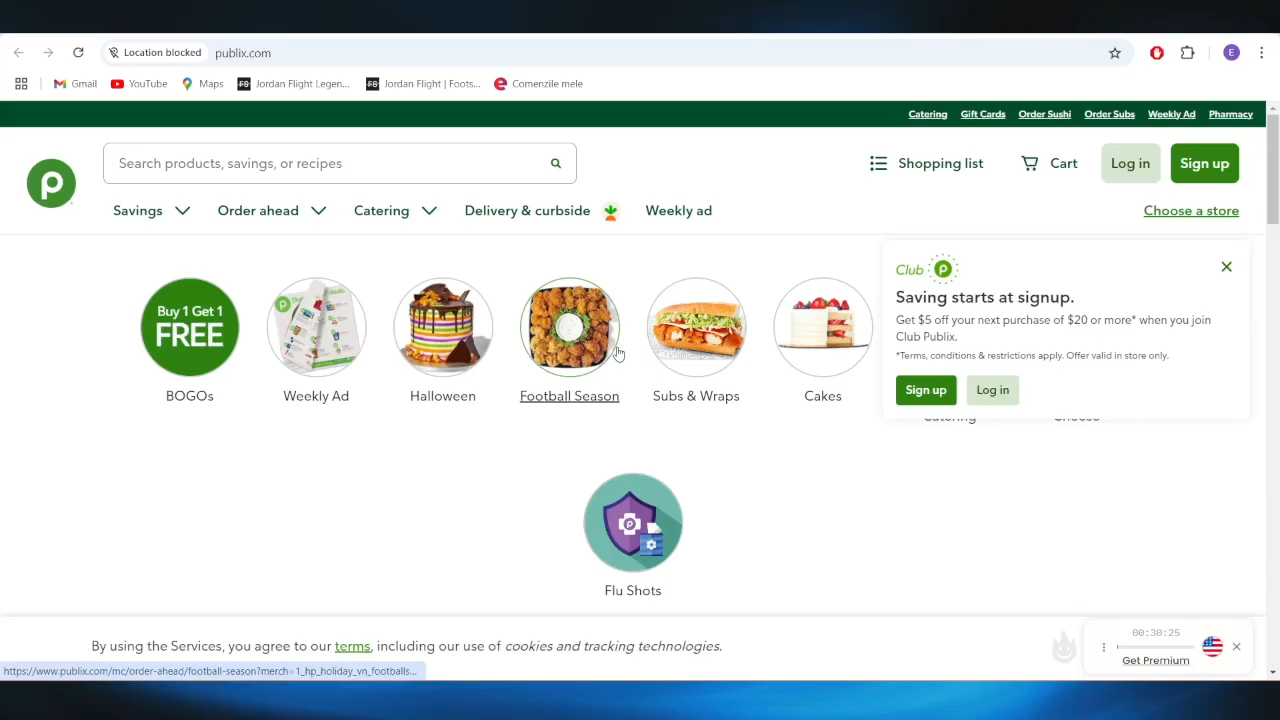 Location blocked publix.com E
Gmail YouTube Maps FS Jordan Flight Legen... FS Jordan Flight | Foots... e Comenzile mele
Catering Gift Cards Order Sushi Order Subs Weekly Ad Pharmacy
p Search products, savings, or recipes Shopping list Cart Log in Sign up
Savings Order ahead Catering Delivery & curbside Weekly ad Choose a store
Club p
Saving starts at signup.
Get $5 off your next purchase of $20 or more* when you join
Club Publix.
*Terms, conditions & restrictions apply. Offer valid in store only.
Sign up Log in
Buy 1 Get 1
FREE
BOGOs Weekly Ad Halloween Football Season Subs & Wraps Cakes
Flu Shots
By using the Services, you agree to our terms, including our use of cookies and tracking technologies.
00:30:25
Get Premium
https://www.publix.com/mc/order-ahead/football-season?merch=1_hp_holiday_vn_footballs...